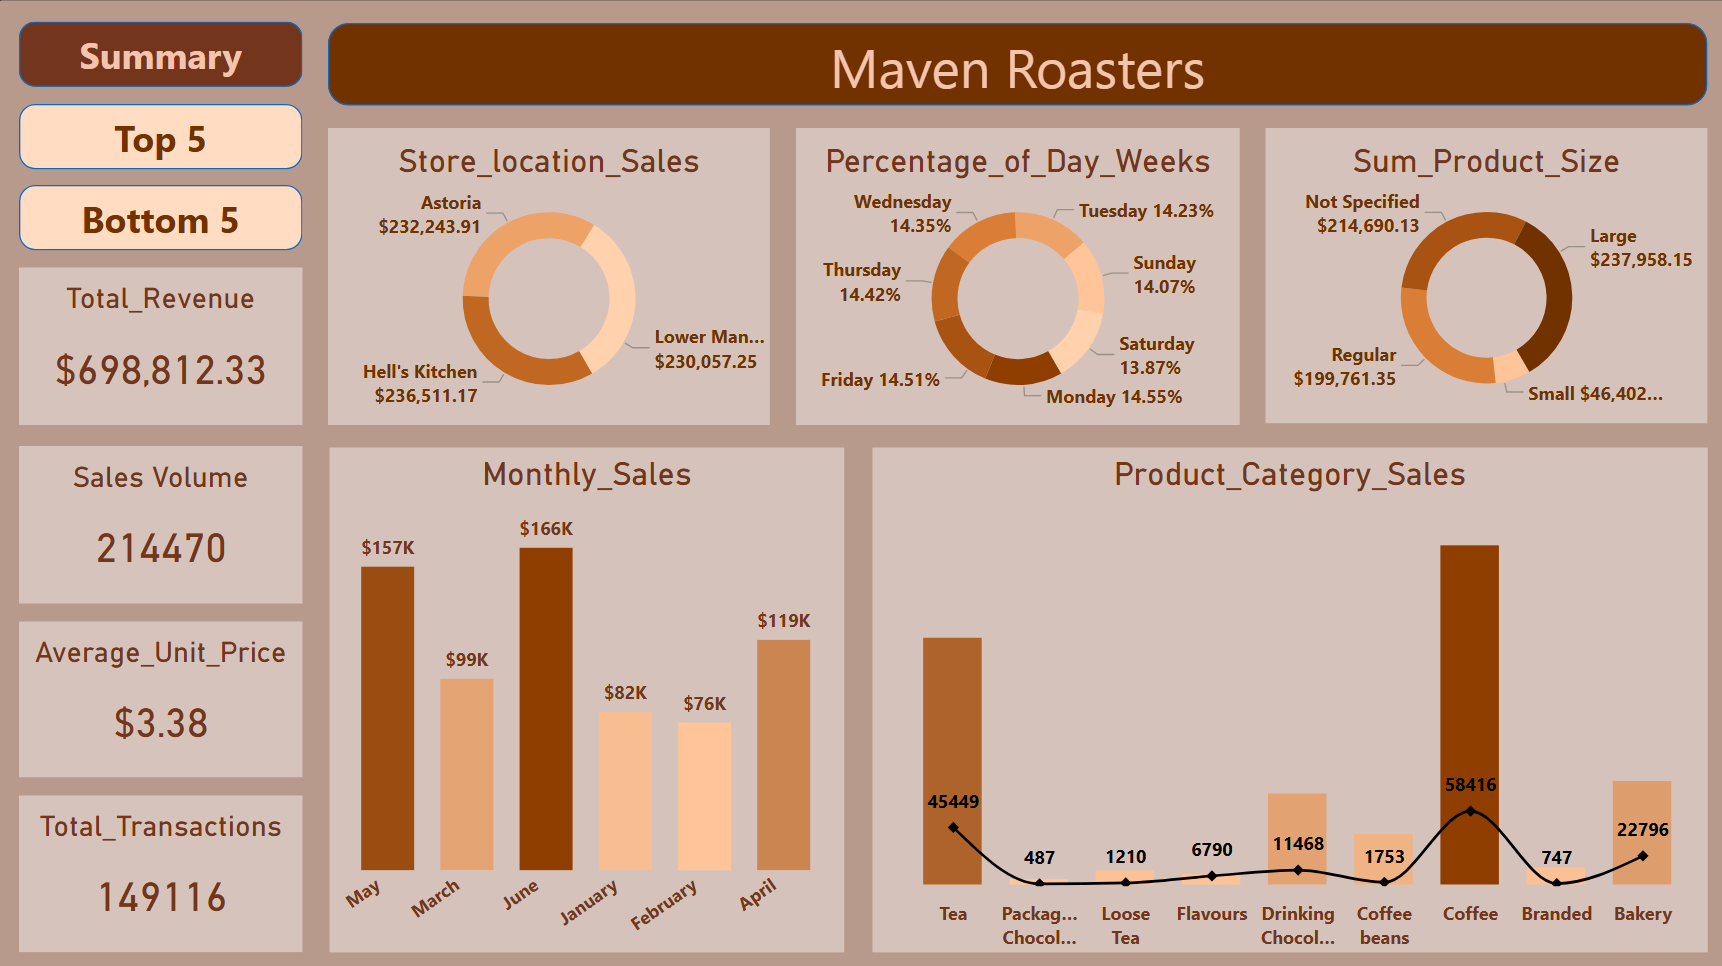 Summary
Top 5
Bottom 5
Total_Revenue
$698,812.33
Sales Volume
214470
Average_Unit_Price
$3.38
Total_Transactions
149116
Maven Roasters
Store_location_Sales
Astoria
$232,243.91
Lower Man...
$230,057.25
Hell's Kitchen
$236,511.17
Percentage_of_Day_Weeks
Wednesday
14.35%
Tuesday 14.23%
Thursday
14.42%
Sunday
14.07%
Saturday
13.87%
Friday 14.51%
Monday 14.55%
Sum_Product_Size
Not Specified
$214,690.13
Large
$237,958.15
Regular
$199,761.35
Small $46,402...
Monthly_Sales
$157K
$99K
$166K
$82K
$76K
$119K
May
March
June
January
February
April
Product_Category_Sales
45449
487
1210
6790
11468
1753
58416
747
22796
Tea
Packag...
Chocol...
Loose
Tea
Flavours
Drinking
Chocol...
Coffee
beans
Coffee
Branded
Bakery